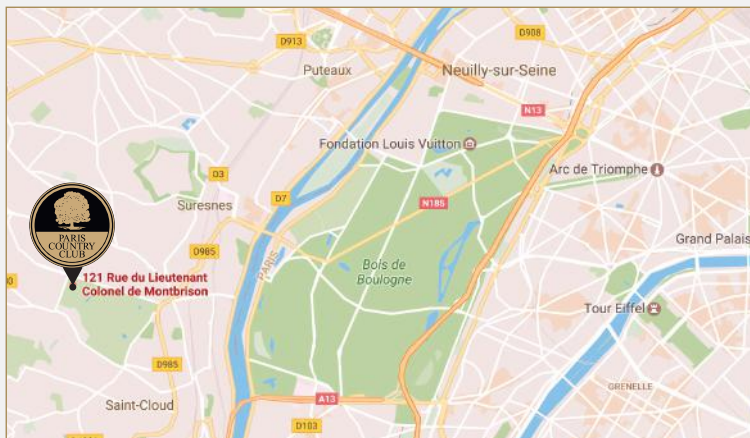 D913
D908
Puteaux
Neuilly-sur-Seine
N13
Fondation Louis Vuitton
Arc de Triomphe
D3
D7
Suresnes
N185
PARIS
COUNTRY
CLUB
D985
PARIS
Grand Palais
Bois de
Boulogne
121 Rue du Lieutenant
Colonel de Montbrison
Tour Eiffel
D985
GRENELLE
A13
Saint-Cloud
D103